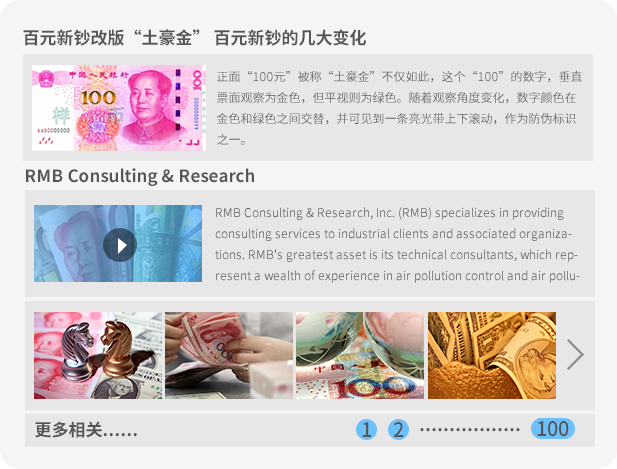 百元新钞改版“土豪金” 百元新钞的几大变化
中国人民银行
100
100
样
AA00000000
正面“100元”被称“土豪金”不仅如此，这个“100”的数字，垂直
票面观察为金色，但平视则为绿色。随着观察角度变化，数字颜色在
金色和绿色之间交替，并可见到一条亮光带上下滚动，作为防伪标识
之一。
RMB Consulting & Research
RMB Consulting & Research, Inc. (RMB) specializes in providing
consulting services to industrial clients and associated organiza-
tions. RMB's greatest asset is its technical consultants, which rep-
resent a wealth of experience in air pollution control and air pollu-
100
更多相关......
1 2 ·················· 100